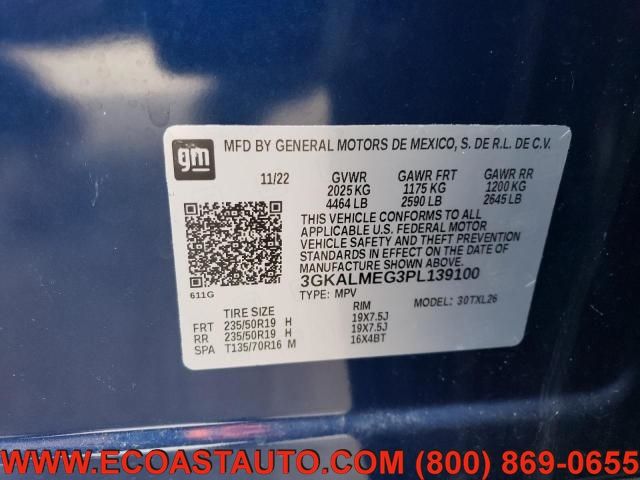 gm
MFD BY GENERAL MOTORS DE MEXICO, S. DE R.L. DE C.V.
11/22 GVWR GAWR FRT GAWR RR
2025 KG 1175 KG 1200 KG
4464 LB 2590 LB 2645 LB
THIS VEHICLE CONFORMS TO ALL
APPLICABLE U.S. FEDERAL MOTOR
VEHICLE SAFETY AND THEFT PREVENTION
STANDARDS IN EFFECT ON THE DATE OF
MANUFACTURE SHOWN ABOVE.
3GKALMEG3PL139100
611G
TYPE: MPV MODEL: 30TXL26
TIRE SIZE RIM
FRT 235/50R19 H 19X7.5J
RR 235/50R19 H 19X7.5J
SPA T135/70R16 M 16X4BT
WWW.ECOASTAUTO.COM (800) 869-0655